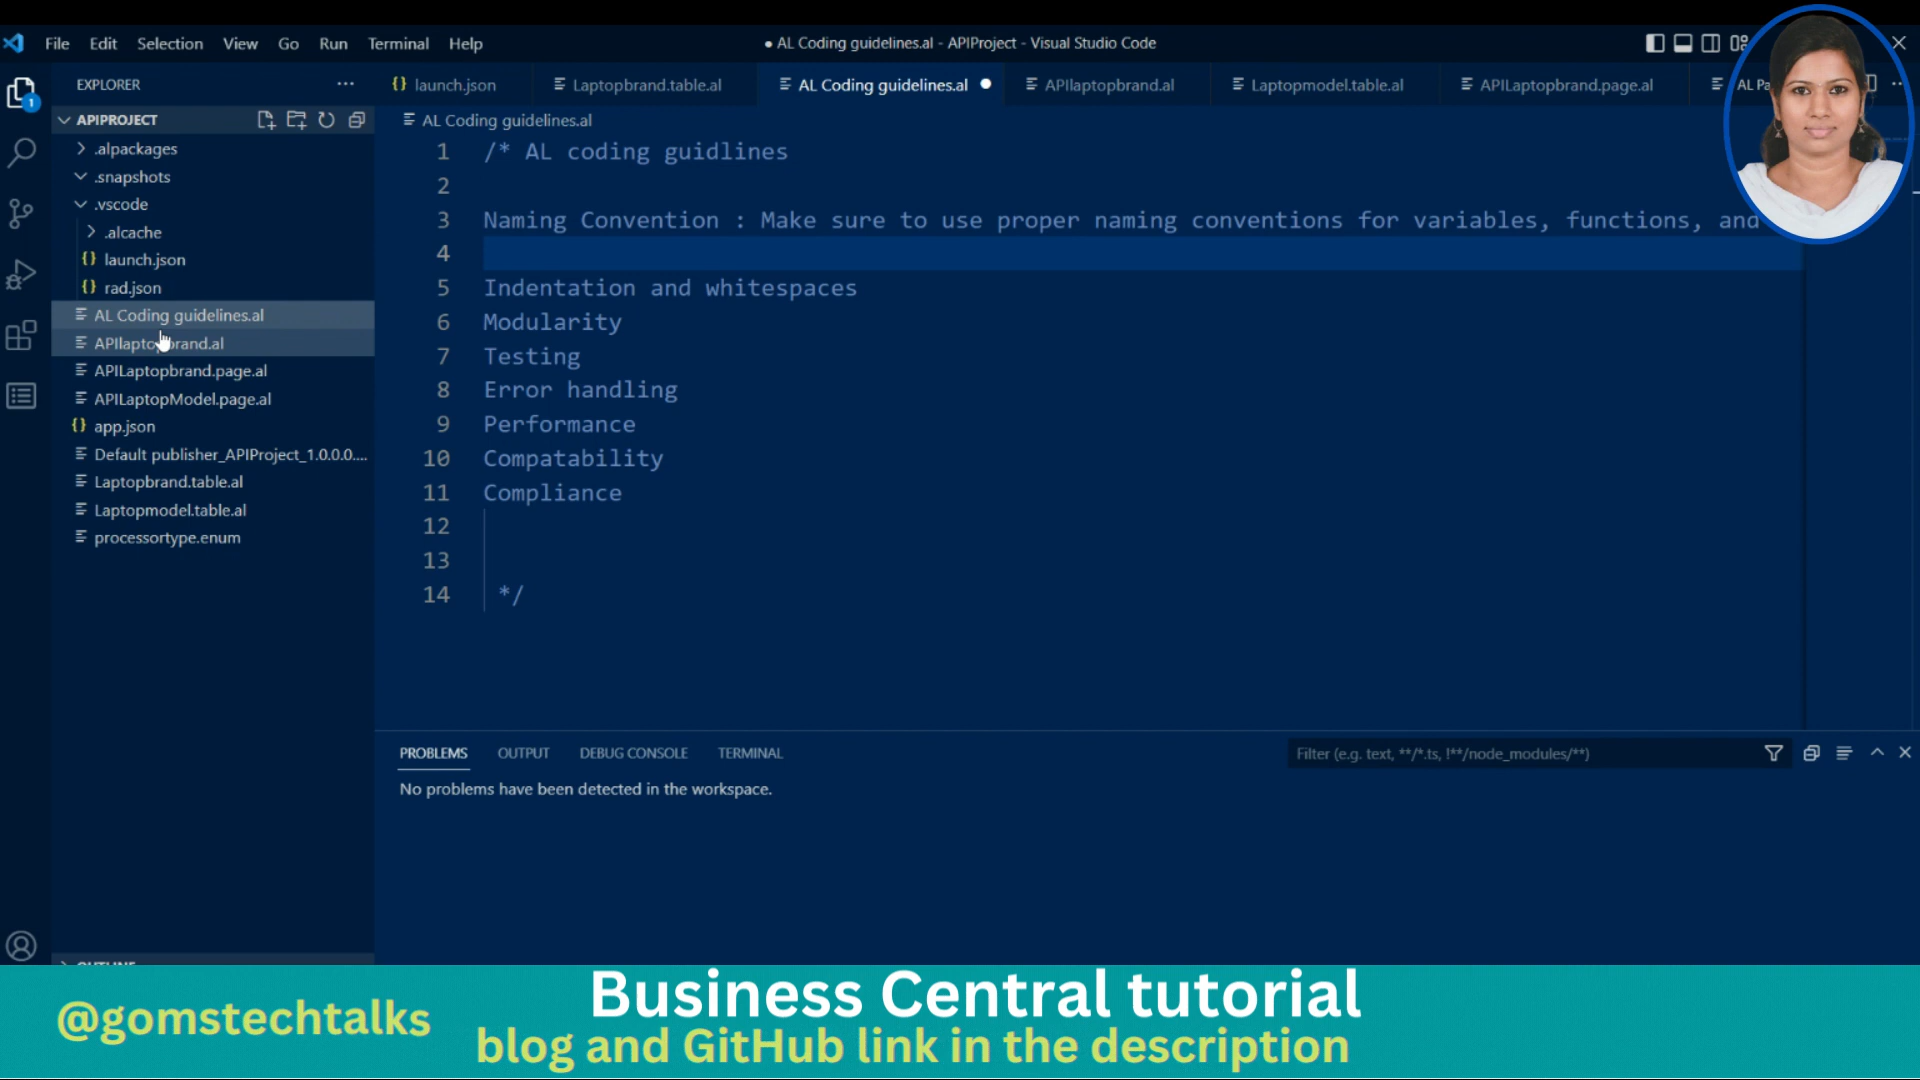 File Edit Selection View Go Run Terminal Help
● AL Coding guidelines.al - APIProject - Visual Studio Code
EXPLORER
launch.json
Laptopbrand.table.al
AL Coding guidelines.al
APIlaptopbrand.al
Laptopmodel.table.al
APILaptopbrand.page.al
AL
APIPROJECT
.alpackages
.snapshots
.vscode
.alcache
launch.json
rad.json
AL Coding guidelines.al
APIlaptopbrand.al
APILaptopbrand.page.al
APILaptopModel.page.al
app.json
Default publisher_APIProject_1.0.0.0....
Laptopbrand.table.al
Laptopmodel.table.al
processortype.enum
AL Coding guidelines.al
1 /* AL coding guidlines
2
3 Naming Convention : Make sure to use proper naming conventions for variables, functions, and
4
5 Indentation and whitespaces
6 Modularity
7 Testing
8 Error handling
9 Performance
10 Compatability
11 Compliance
12
13
14 */
PROBLEMS OUTPUT DEBUG CONSOLE TERMINAL
Filter (e.g. text, **/*.ts, !**/node_modules/**)
No problems have been detected in the workspace.
1
OUTLINE
@gomstechtalks
Business Central tutorial
blog and GitHub link in the description